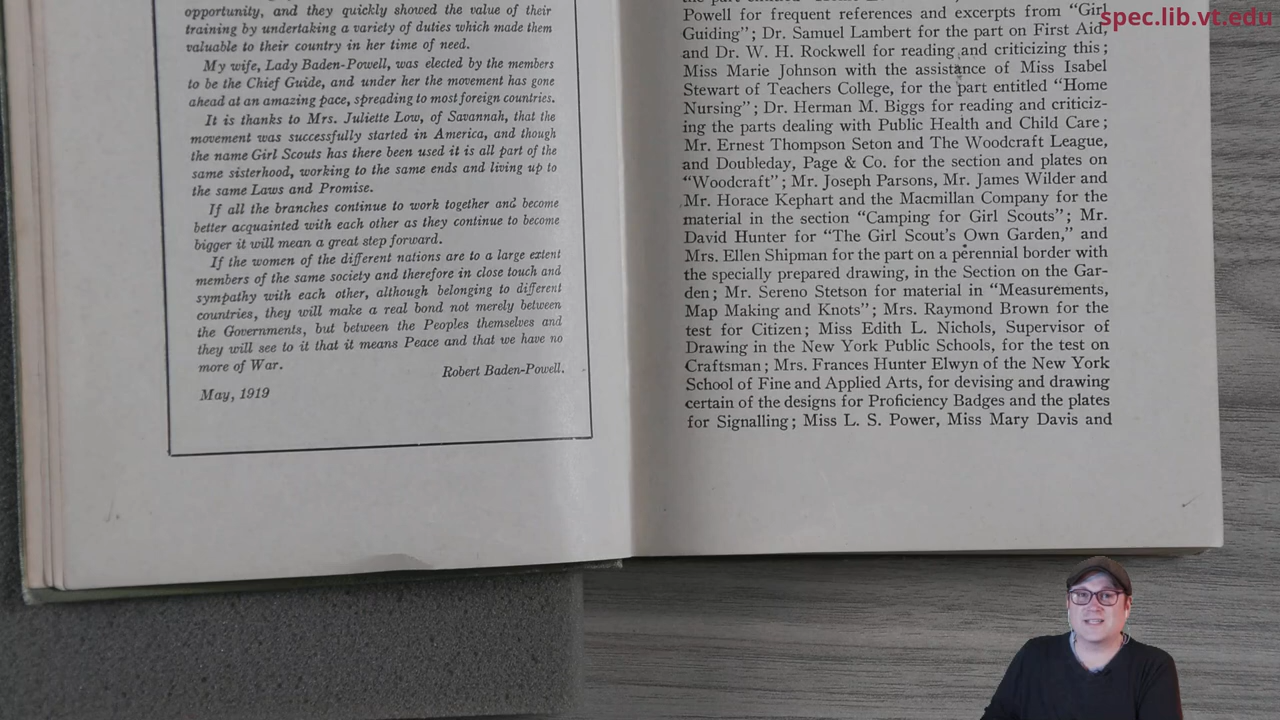 opportunity, and they quickly showed the value of their
training by undertaking a variety of duties which made them
valuable to their country in her time of need.
My wife, Lady Baden-Powell, was elected by the members
to be the Chief Guide, and under her the movement has gone
ahead at an amazing pace, spreading to most foreign countries.
It is thanks to Mrs. Juliette Low, of Savannah, that the
movement was successfully started in America, and though
the name Girl Scouts has there been used it is all part of the
same sisterhood, working to the same ends and living up to
the same Laws and Promise.
If all the branches continue to work together and become
better acquainted with each other as they continue to become
bigger it will mean a great step forward.
If the women of the different nations are to a large extent
members of the same society and therefore in close touch and
sympathy with each other, although belonging to different
countries, they will make a real bond not merely between
the Governments, but between the Peoples themselves and
they will see to it that it means Peace and that we have no
more of War.
Robert Baden-Powell.
May, 1919
Powell for frequent references and excerpts from “Girl
Guiding”; Dr. Samuel Lambert for the part on First Aid,
and Dr. W. H. Rockwell for reading and criticizing this;
Miss Marie Johnson with the assistance of Miss Isabel
Stewart of Teachers College, for the part entitled “Home
Nursing”; Dr. Herman M. Biggs for reading and criticiz-
ing the parts dealing with Public Health and Child Care;
Mr. Ernest Thompson Seton and The Woodcraft League,
and Doubleday, Page & Co. for the section and plates on
“Woodcraft”; Mr. Joseph Parsons, Mr. James Wilder and
Mr. Horace Kephart and the Macmillan Company for the
material in the section “Camping for Girl Scouts”; Mr.
David Hunter for “The Girl Scout's Own Garden,” and
Mrs. Ellen Shipman for the part on a perennial border with
the specially prepared drawing, in the Section on the Gar-
den; Mr. Sereno Stetson for material in “Measurements,
Map Making and Knots”; Mrs. Raymond Brown for the
test for Citizen; Miss Edith L. Nichols, Supervisor of
Drawing in the New York Public Schools, for the test on
Craftsman; Mrs. Frances Hunter Elwyn of the New York
School of Fine and Applied Arts, for devising and drawing
certain of the designs for Proficiency Badges and the plates
for Signalling; Miss L. S. Power, Miss Mary Davis and
spec.lib.vt.edu